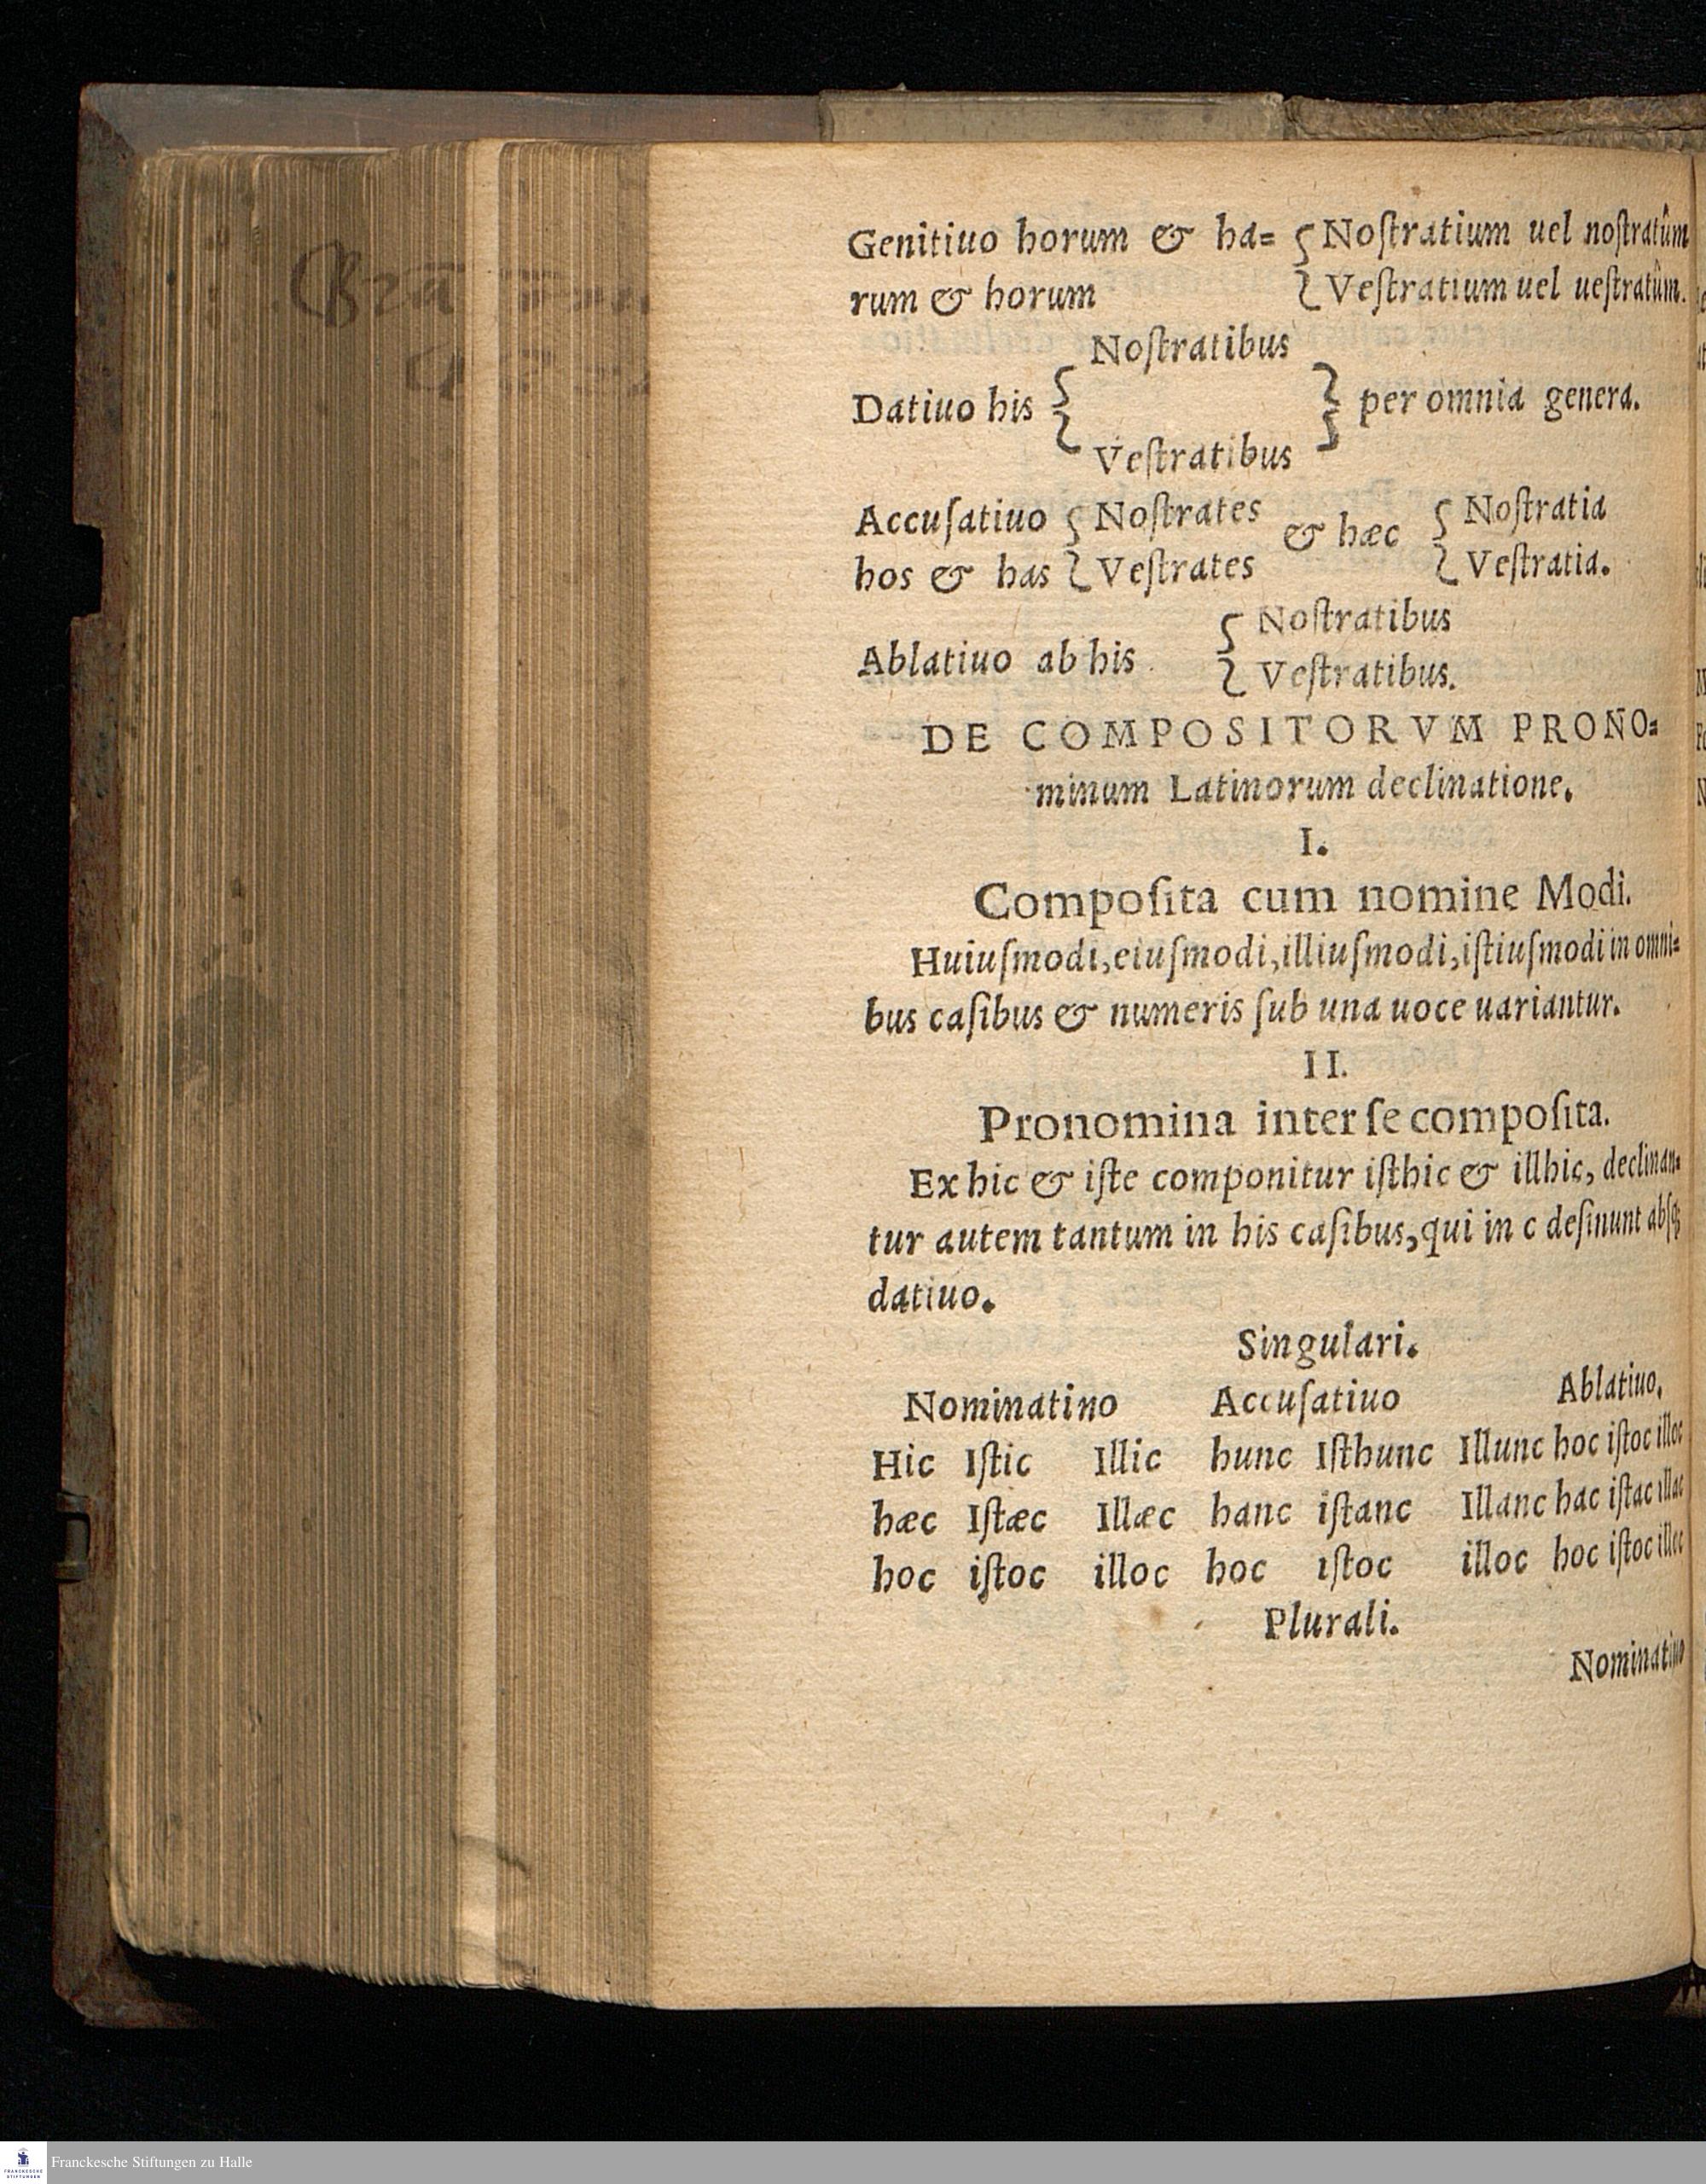 Genitiuo horum & ha= { Noſtratium uel noſtratûm
rum & horum { Veſtratium uel ueſtratûm.
Noſtratibus
Datiuo his { } per omnia genera.
Veſtratibus
Accuſatiuo { Noſtrates & hæc { Noſtratia
hos & has { Veſtrates { Veſtratia.
Ablatiuo ab his { Noſtratibus
{ Veſtratibus.
DE COMPOSITORVM PRONO=
minum Latinorum declinatione.
I.
Compoſita cum nomine Modi.
Huiuſmodi, eiuſmodi, illiuſmodi, iſtiuſmodi in omni=
bus caſibus & numeris ſub una uoce uariantur.
II.
Pronomina inter ſe compoſita.
Ex hic & iſte componitur iſthic & illhic, declinan=
tur autem tantum in his caſibus, qui in c deſinunt abſq;
datiuo.
Singulari.
Nominatiuo Accuſatiuo Ablatiuo.
Hic Iſtic Illic hunc Iſthunc Illunc hoc iſtoc illoc
hæc Iſtæc Illæc hanc iſtanc Illanc hac iſtac illac
hoc iſtoc illoc hoc iſtoc illoc hoc iſtoc illoc
Plurali.
Nominatiuo
Franckesche Stiftungen zu Halle
FRANCKESCHE
STIFTUNGEN